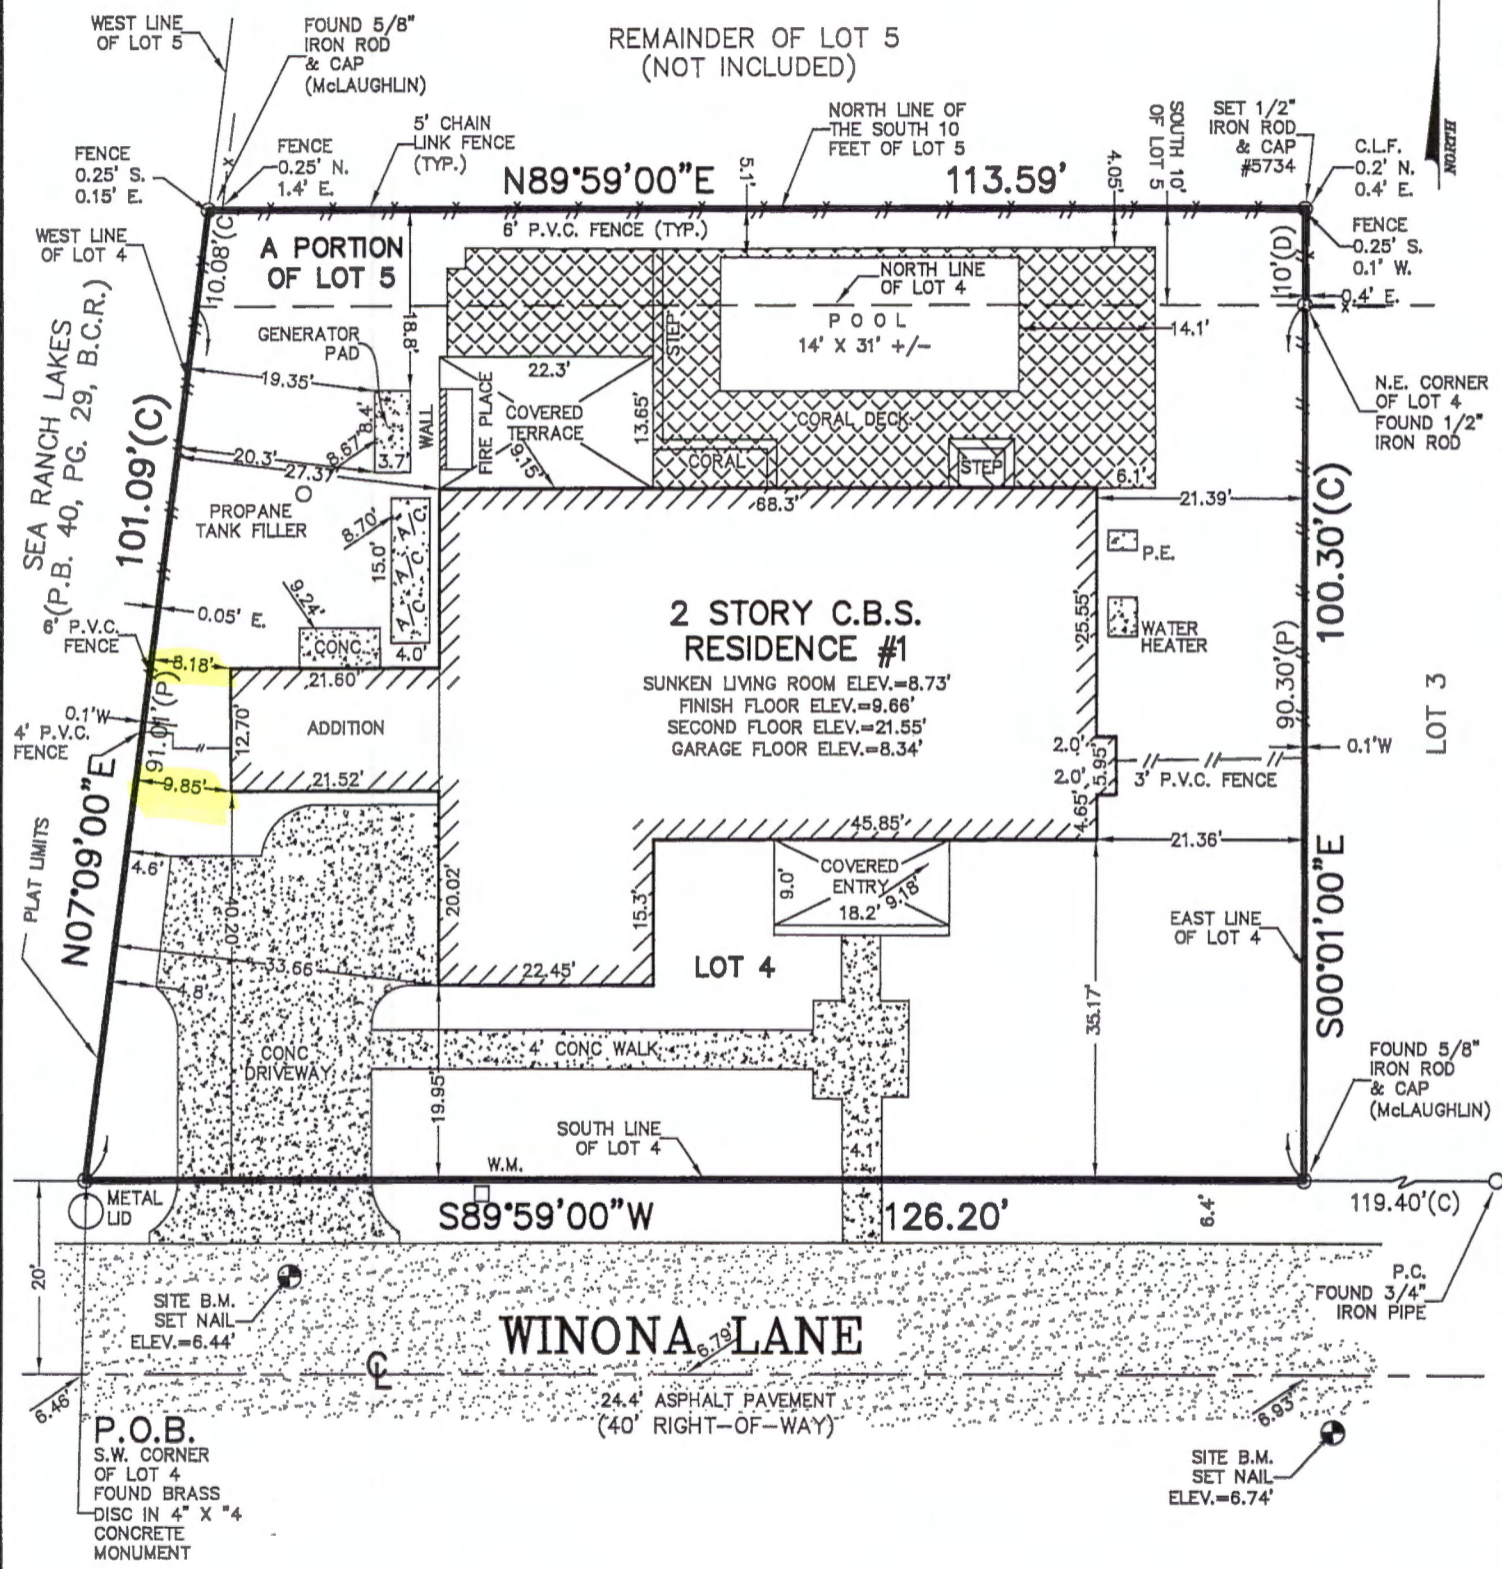 WEST LINE
OF LOT 5
FOUND 5/8"
IRON ROD
& CAP
(McLAUGHLIN)
REMAINDER OF LOT 5
(NOT INCLUDED)
NORTH
FENCE
0.25' S.
0.15' E.
FENCE
0.25' N.
1.4' E.
5' CHAIN
LINK FENCE
(TYP.)
NORTH LINE OF
THE SOUTH 10
FEET OF LOT 5
SOUTH 10'
OF LOT 5
SET 1/2"
IRON ROD
& CAP
#5734
C.L.F.
0.2' N.
0.4' E.
N89°59'00"E
113.59'
5.1'
4.05'
FENCE
0.25' S.
0.1' W.
6' P.V.C. FENCE (TYP.)
WEST LINE
OF LOT 4
10.08'(C)
A PORTION
OF LOT 5
NORTH LINE
OF LOT 4
10'(D)
0.4' E.
SEA RANCH LAKES
(P.B. 40, PG. 29, B.C.R.)
GENERATOR
PAD
18.8'
STEP
POOL
14' X 31' +/-
14.1'
19.35'
22.3'
COVERED
TERRACE
13.65'
FIRE PLACE
WALL
9.15'
N.E. CORNER
OF LOT 4
FOUND 1/2"
IRON ROD
8.4'
8.67'
3.7'
20.3'
27.37'
CORAL DECK
CORAL
STEP
6.1'
101.09'(C)
68.3'
21.39'
100.30'(C)
PROPANE
TANK FILLER
8.70'
15.0'
A/C
A/C
A/C
4.0'
P.E.
9.24'
CONC
0.05' E.
6' P.V.C.
FENCE
2 STORY C.B.S.
RESIDENCE #1
SUNKEN LIVING ROOM ELEV.=8.73'
FINISH FLOOR ELEV.=9.66'
SECOND FLOOR ELEV.=21.55'
GARAGE FLOOR ELEV.=8.34'
25.55'
WATER
HEATER
90.30'(P)
LOT 3
8.18'
21.60'
91.01'(P)
0.1'W
4' P.V.C.
FENCE
12.70'
ADDITION
2.0'
2.0'
5.95'
4.65'
0.1'W
3' P.V.C. FENCE
9.85'
21.52'
N07°09'00"E
PLAT LIMITS
4.6'
40.20'
20.02'
45.85'
21.36'
COVERED
ENTRY
9.0'
9.18'
18.2'
15.3'
EAST LINE
OF LOT 4
S00°01'00"E
33.66
4.8'
22.45'
LOT 4
35.17'
CONC
DRIVEWAY
4' CONC WALK
19.95'
4.1
FOUND 5/8"
IRON ROD
& CAP
(McLAUGHLIN)
SOUTH LINE
OF LOT 4
W.M.
METAL
LID
S89°59'00"W
126.20'
6.4'
119.40'(C)
20'
SITE B.M.
SET NAIL
ELEV.=6.44'
P.C.
FOUND 3/4"
IRON PIPE
WINONA LANE
6.79'
CL
6.46'
24.4' ASPHALT PAVEMENT
(40' RIGHT-OF-WAY)
6.93'
P.O.B.
S.W. CORNER
OF LOT 4
FOUND BRASS
DISC IN 4" X "4
CONCRETE
MONUMENT
SITE B.M.
SET NAIL
ELEV.=6.74'